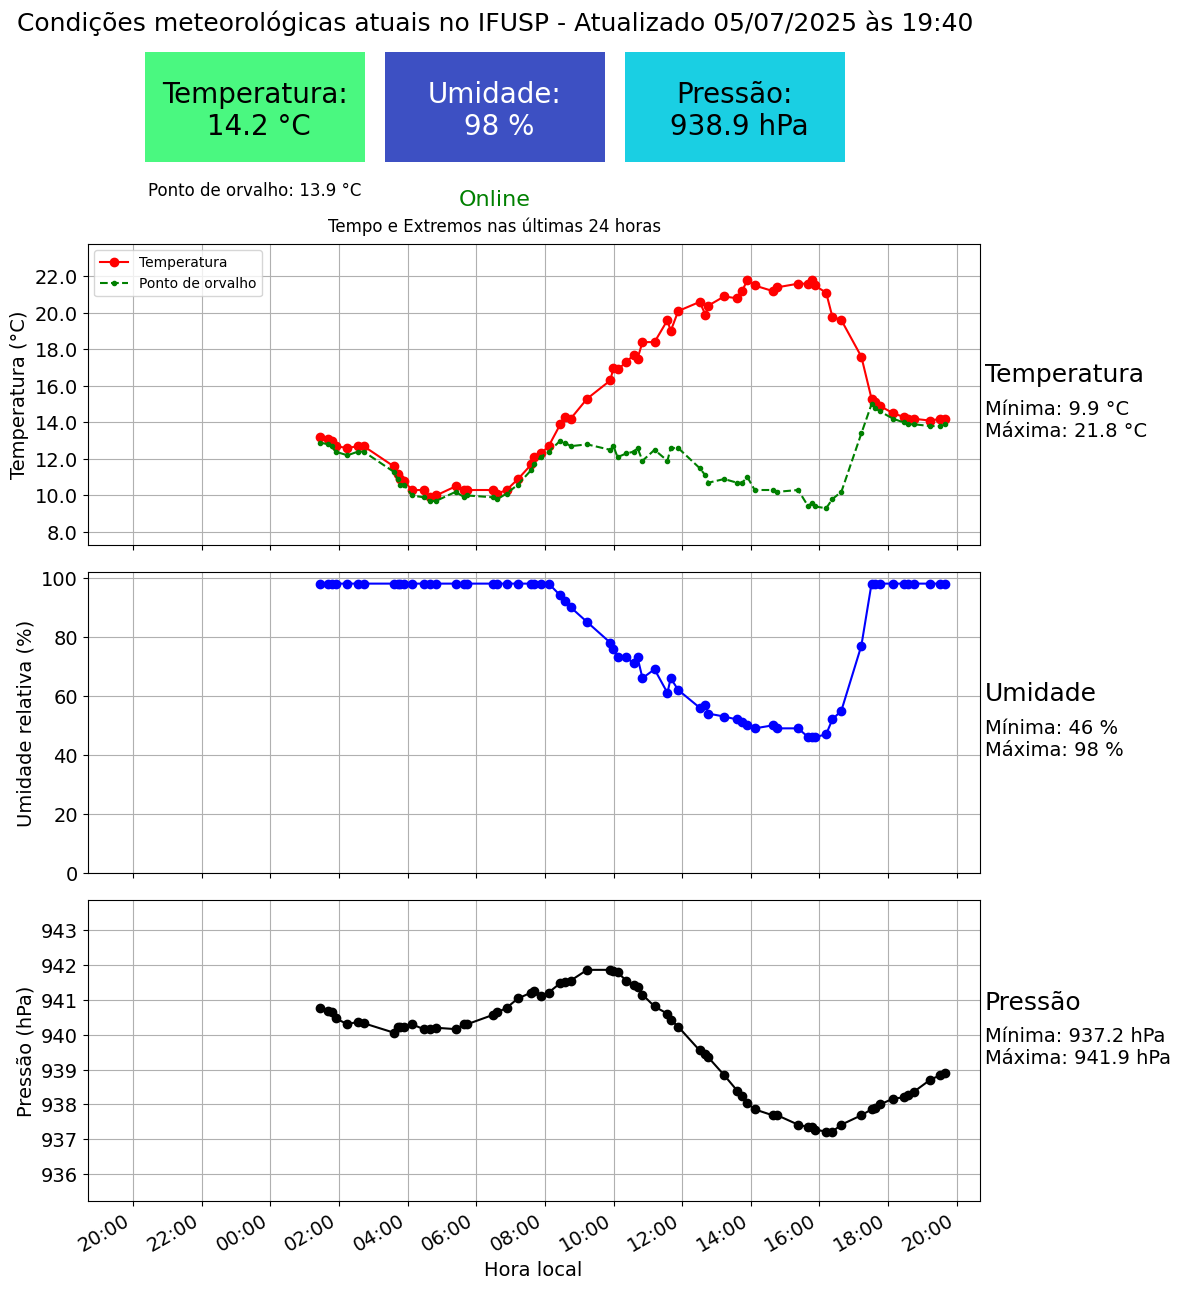 Condições meteorológicas atuais no IFUSP - Atualizado 05/07/2025 às 19:40
Temperatura:
14.2 °C
Umidade:
98 %
Pressão:
938.9 hPa
Ponto de orvalho: 13.9 °C
Online
Tempo e Extremos nas últimas 24 horas
Temperatura
Ponto de orvalho
Temperatura (°C)
22.0
20.0
18.0
16.0
14.0
12.0
10.0
8.0
Temperatura
Mínima: 9.9 °C
Máxima: 21.8 °C
Umidade relativa (%)
100
80
60
40
20
0
Umidade
Mínima: 46 %
Máxima: 98 %
Pressão (hPa)
943
942
941
940
939
938
937
936
Pressão
Mínima: 937.2 hPa
Máxima: 941.9 hPa
20:00 22:00 00:00 02:00 04:00 06:00 08:00 10:00 12:00 14:00 16:00 18:00 20:00
Hora local